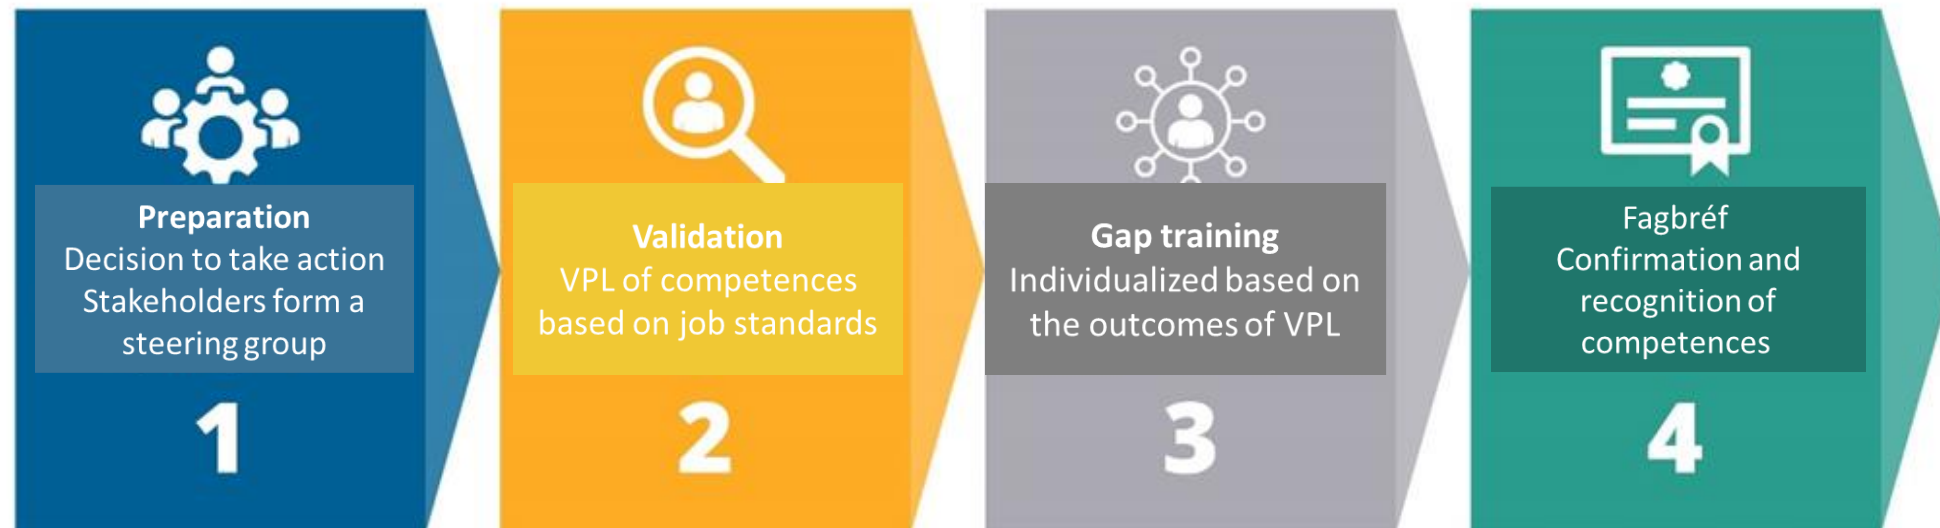 Preparation
Decision to take action
Stakeholders form a
steering group
1
Validation
VPL of competences
based on job standards
2
Gap training
Individualized based on
the outcomes of VPL
3
Fagbréf
Confirmation and
recognition of
competences
4